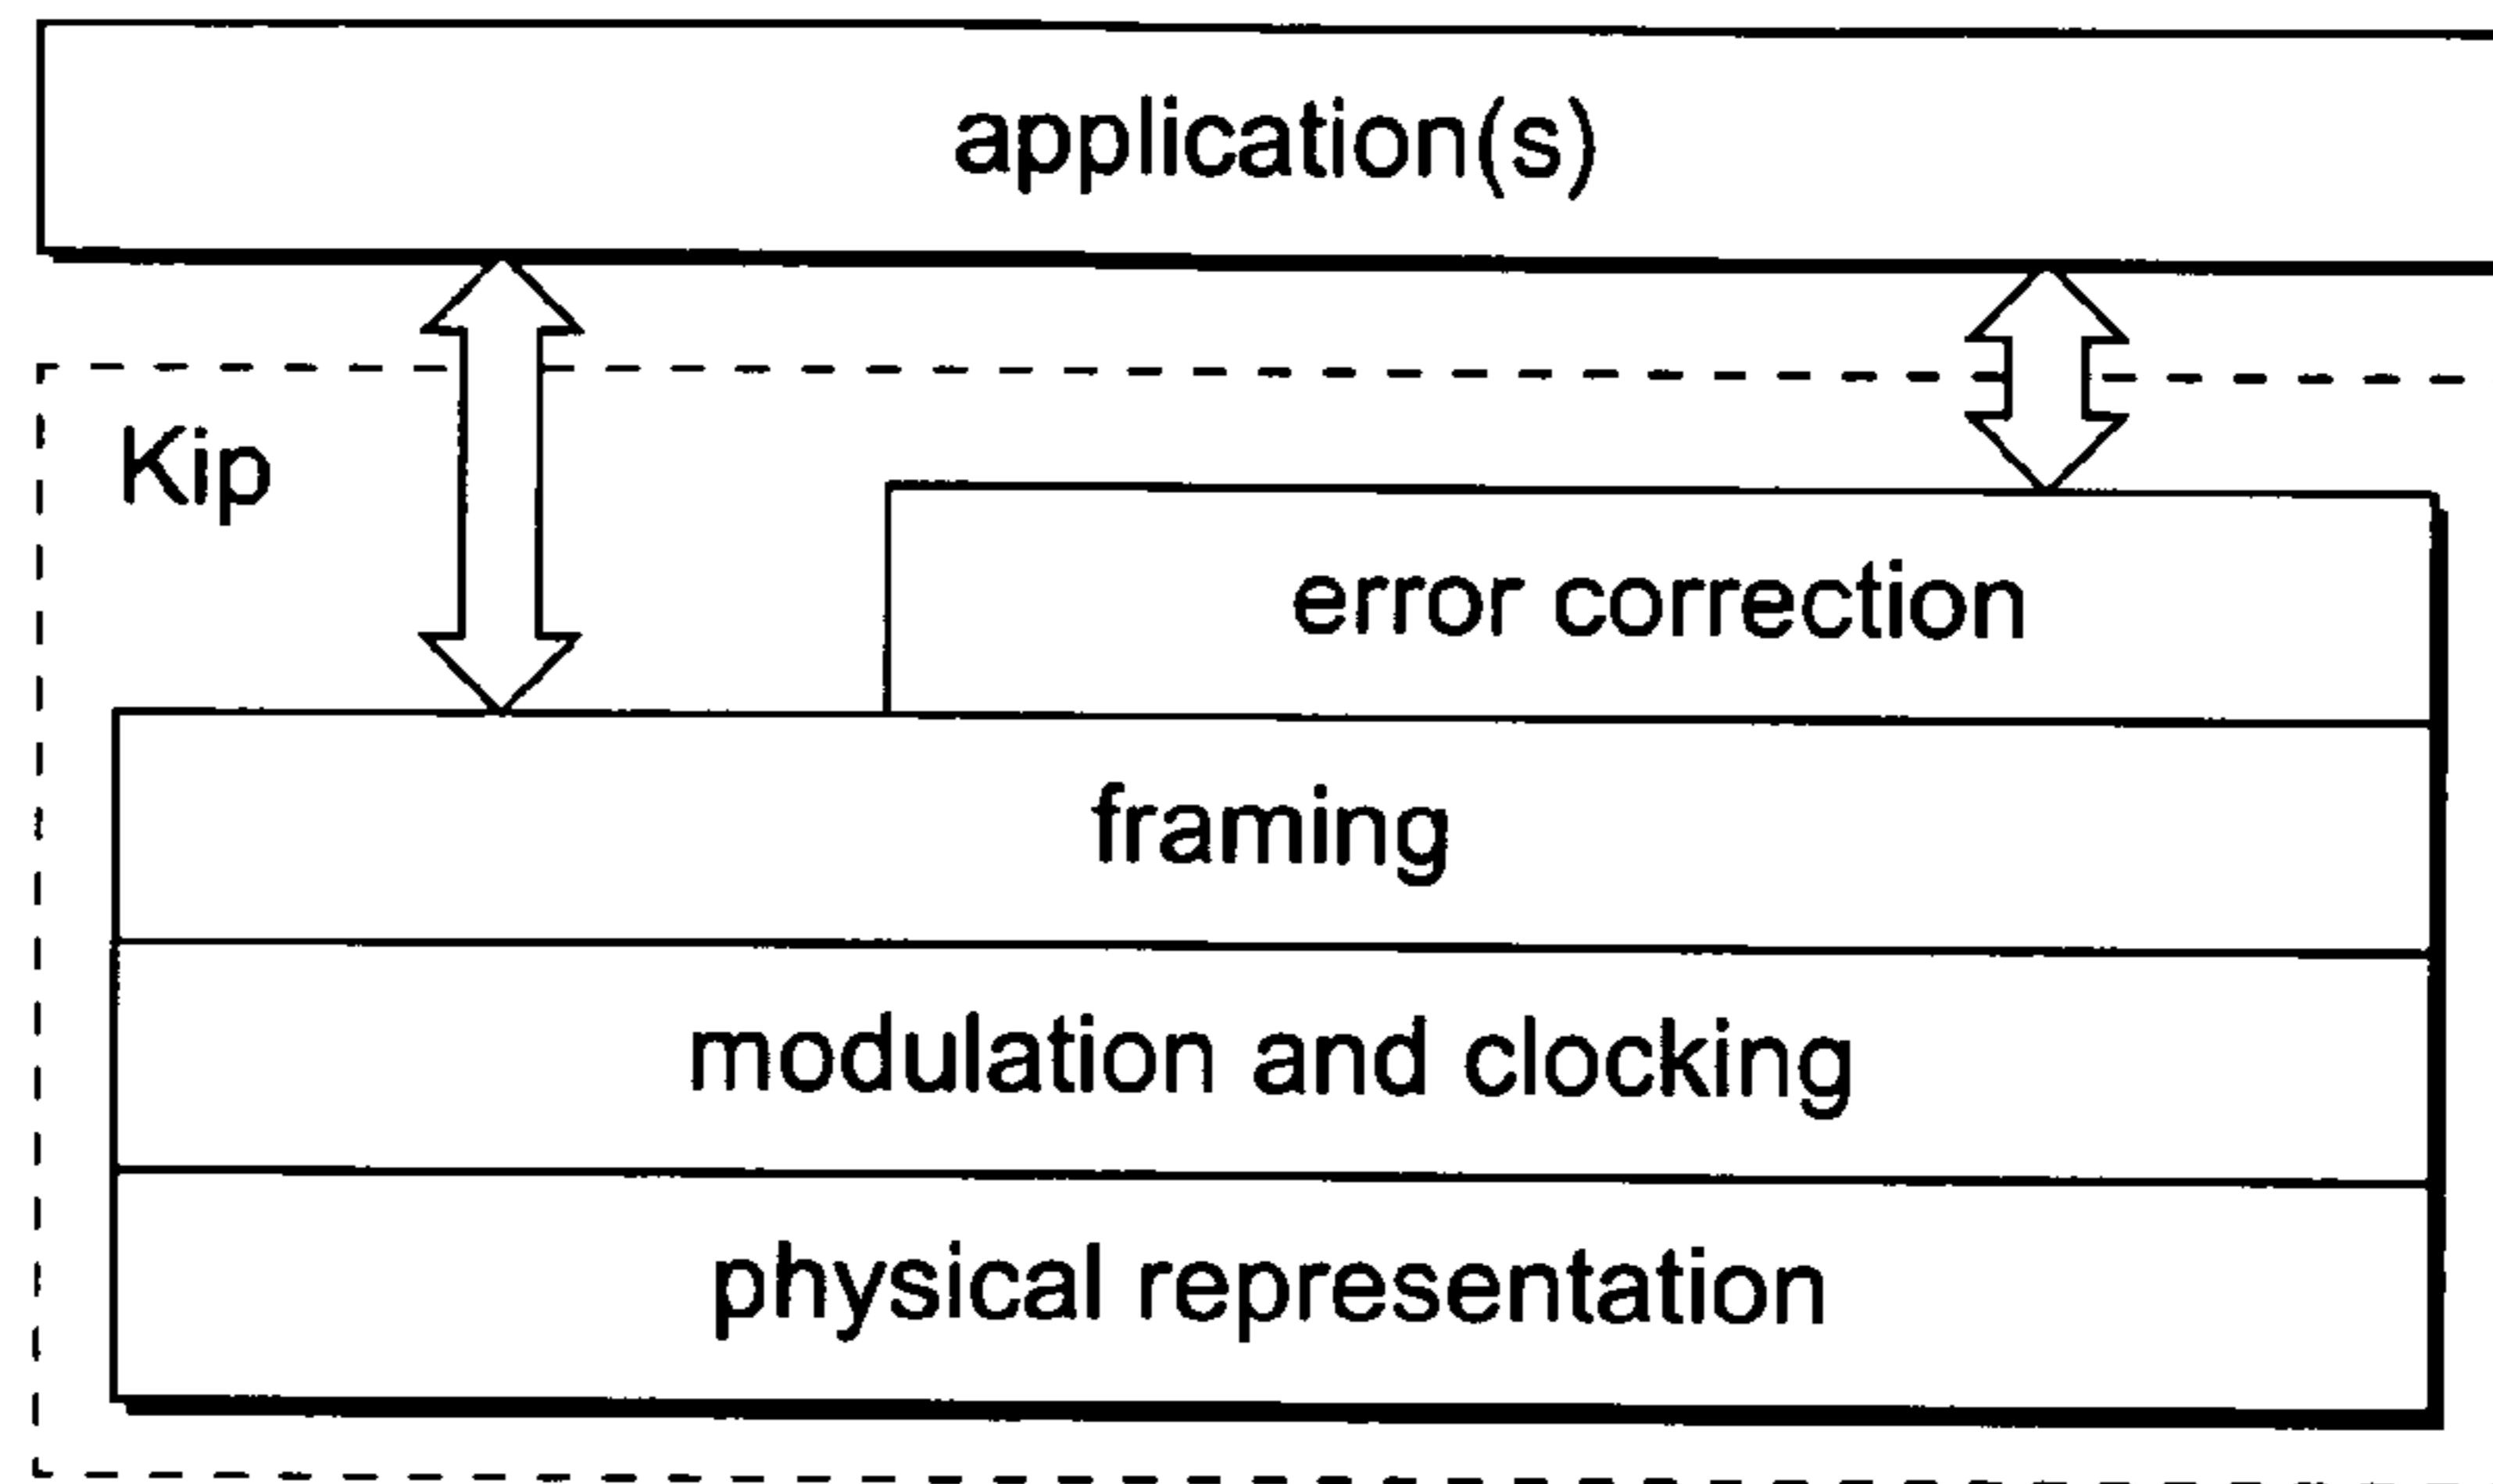 application(s)
Kip
error correction
framing
modulation and clocking
physical representation